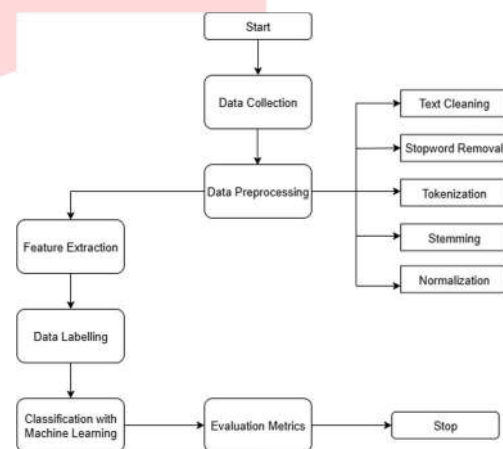 Start
Data Collection
Data Preprocessing
Text Cleaning
Stopword Removal
Tokenization
Stemming
Normalization
Feature Extraction
Data Labelling
Classification with
Machine Learning
Evaluation Metrics
Stop